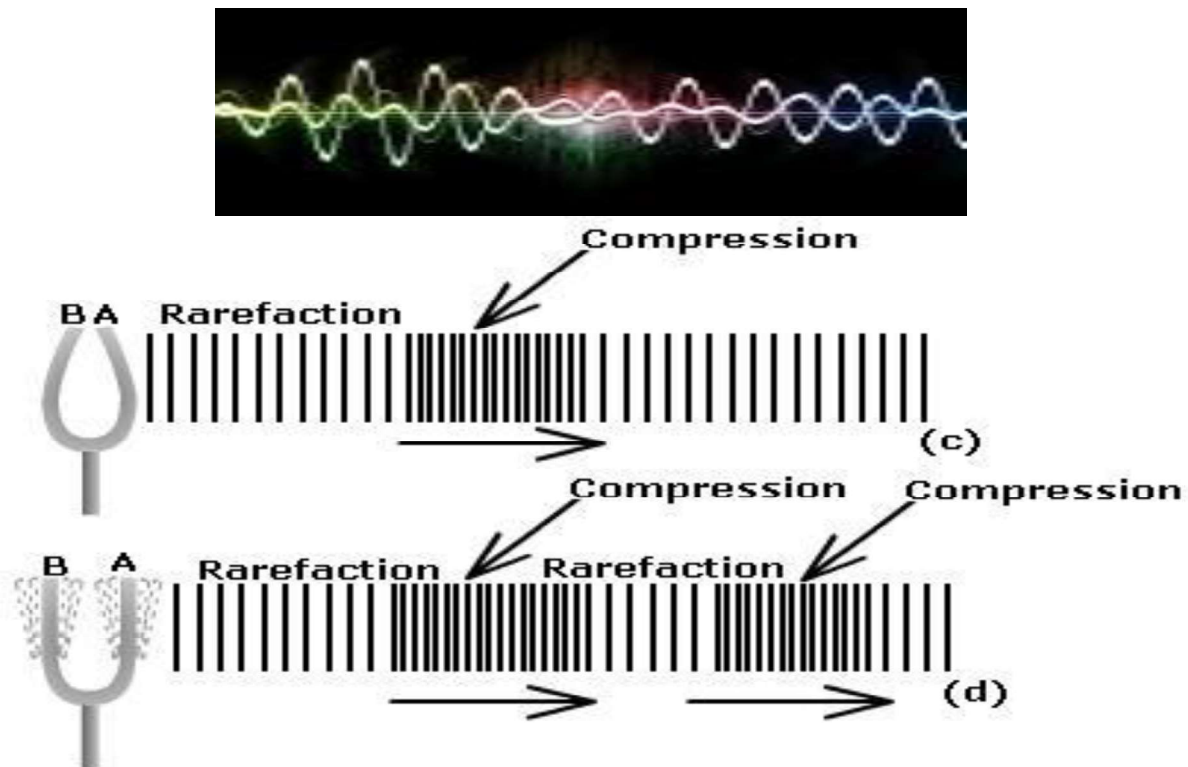 Compression
B A Rarefaction
(c)
Compression Compression
B A Rarefaction Rarefaction
(d)